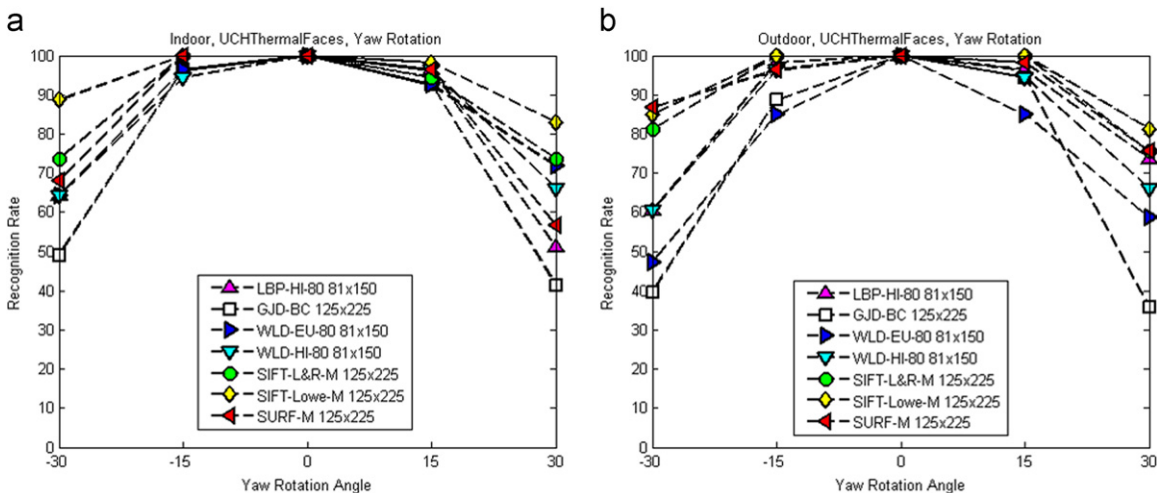 a
Indoor, UCHThermalFaces, Yaw Rotation
100
90
80
70
60
50
40
30
20
10
0
Recognition Rate
LBP-HI-80 81x150
GJD-BC 125x225
WLD-EU-80 81x150
WLD-HI-80 81x150
SIFT-L&R-M 125x225
SIFT-Lowe-M 125x225
SURF-M 125x225
-30 -15 0 15 30
Yaw Rotation Angle
b
Outdoor, UCHThermalFaces, Yaw Rotation
100
90
80
70
60
50
40
30
20
10
0
Recognition Rate
LBP-HI-80 81x150
GJD-BC 125x225
WLD-EU-80 81x150
WLD-HI-80 81x150
SIFT-L&R-M 125x225
SIFT-Lowe-M 125x225
SURF-M 125x225
-30 -15 0 15 30
Yaw Rotation Angle